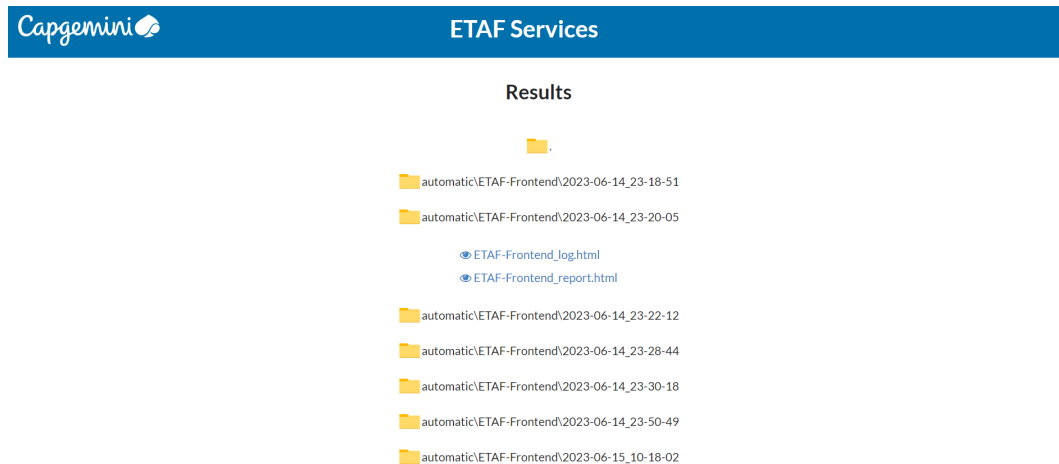 Capgemini
ETAF Services
Results
.
automatic\ETAF-Frontend\2023-06-14_23-18-51
automatic\ETAF-Frontend\2023-06-14_23-20-05
ETAF-Frontend_log.html
ETAF-Frontend_report.html
automatic\ETAF-Frontend\2023-06-14_23-22-12
automatic\ETAF-Frontend\2023-06-14_23-28-44
automatic\ETAF-Frontend\2023-06-14_23-30-18
automatic\ETAF-Frontend\2023-06-14_23-50-49
automatic\ETAF-Frontend\2023-06-15_10-18-02